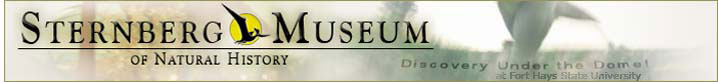 STERNBERG MUSEUM
OF NATURAL HISTORY
Discovery Under the Dome!
at Fort Hays State University